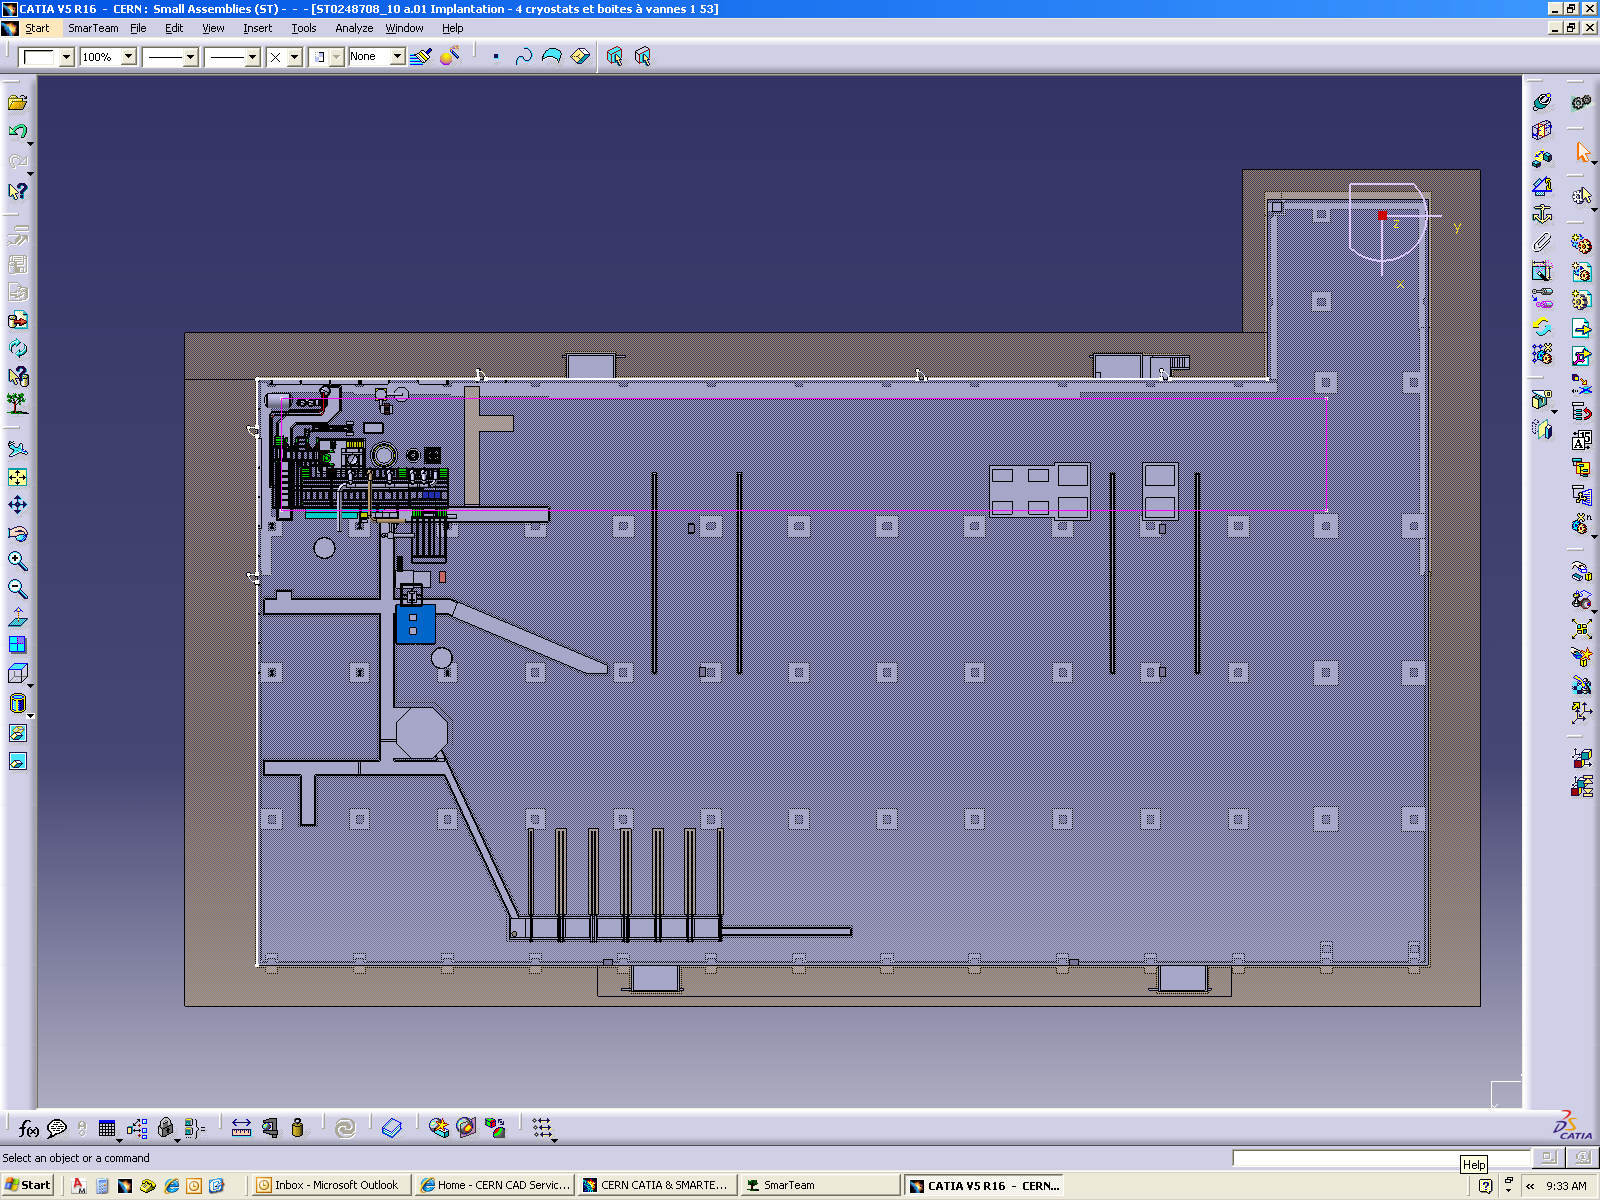 CATIA V5 R16 - CERN : Small Assemblies (ST) - - - [ST0248708_10 a.01 Implantation - 4 cryostats et boites à vannes 1 53]
Start SmarTeam File Edit View Insert Tools Analyze Window Help
100% None
z y
x
f(x)
CATIA
Select an object or a command
Help
Start Inbox - Microsoft Outlook Home - CERN CAD Servic... CERN CATIA & SMARTE... SmarTeam CATIA V5 R16 - CERN... 9:33 AM